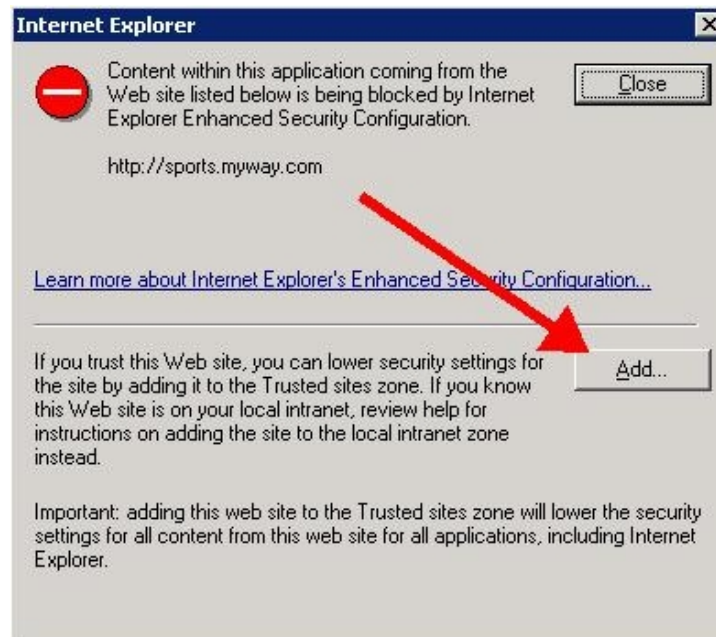 Internet Explorer
Content within this application coming from the
Web site listed below is being blocked by Internet
Explorer Enhanced Security Configuration.
Close
http://sports.myway.com
Learn more about Internet Explorer's Enhanced Security Configuration...
If you trust this Web site, you can lower security settings for
the site by adding it to the Trusted sites zone. If you know
this Web site is on your local intranet, review help for
instructions on adding the site to the local intranet zone
instead.
Add...
Important: adding this web site to the Trusted sites zone will lower the security
settings for all content from this web site for all applications, including Internet
Explorer.